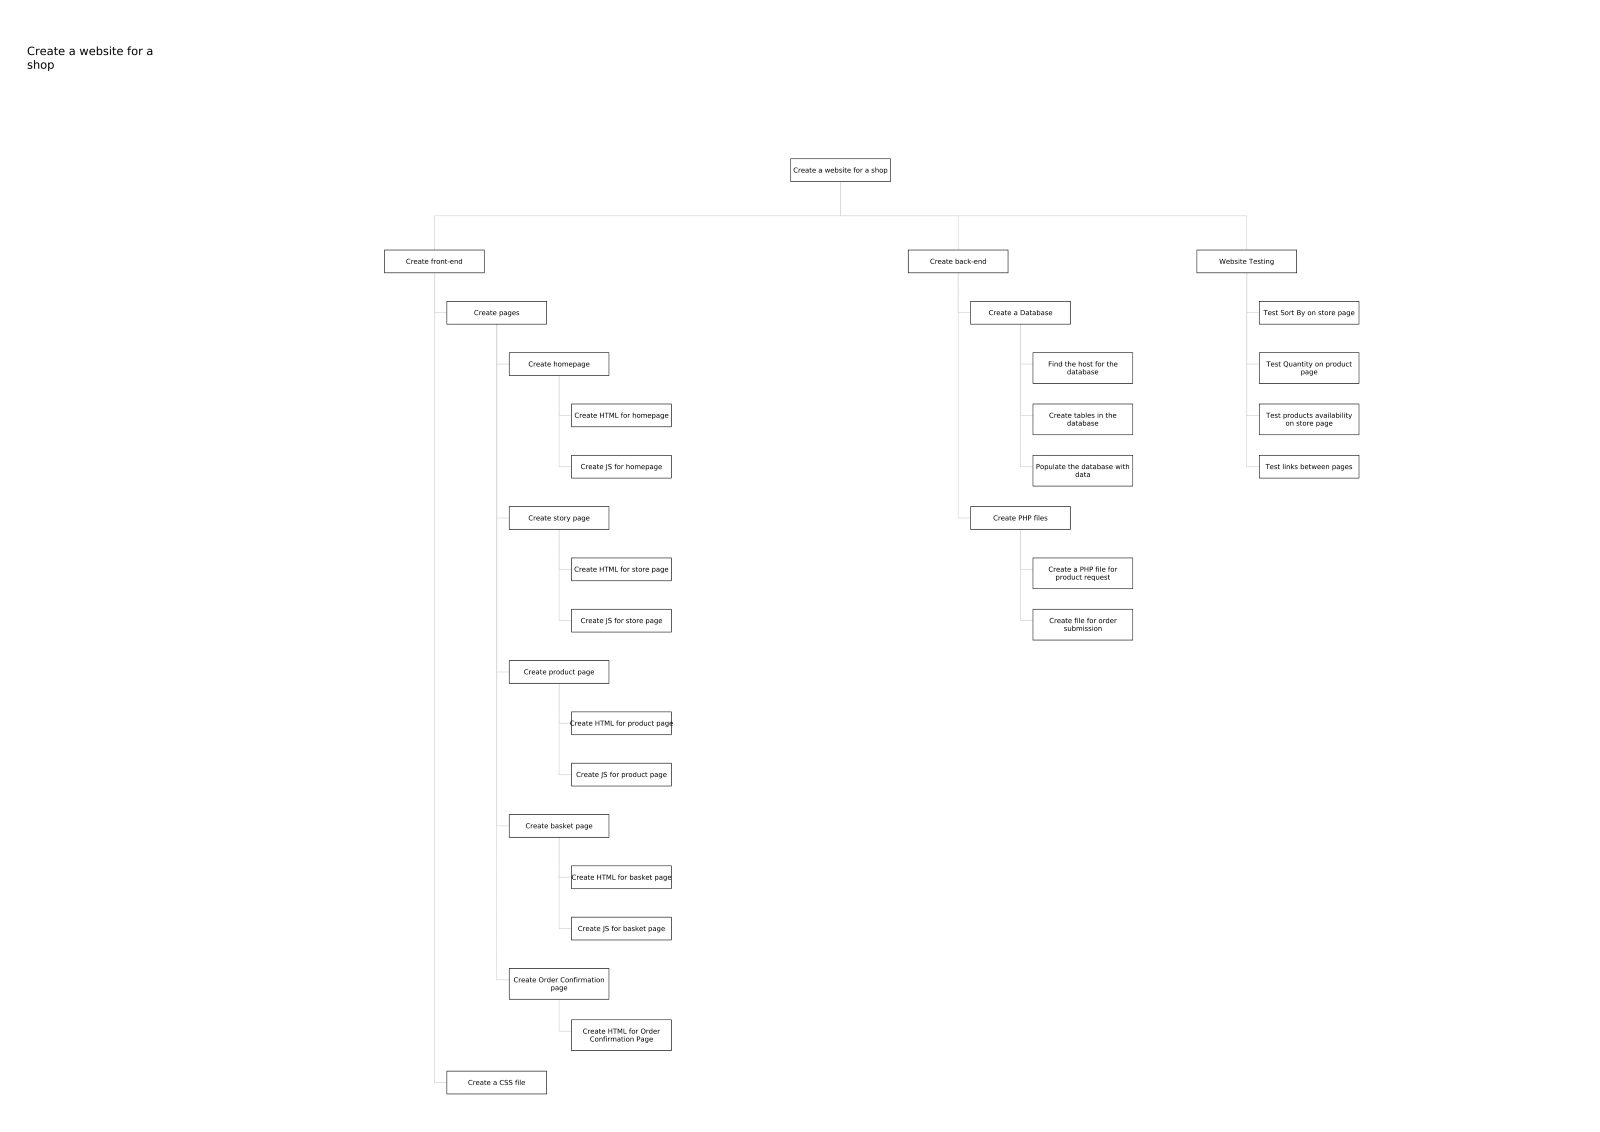 Create a website for a
shop
Create a website for a shop
Create front-end
Create back-end
Website Testing
Create pages
Create a Database
Test Sort By on store page
Create homepage
Find the host for the
database
Test Quantity on product
page
Create HTML for homepage
Create tables in the
database
Test products availability
on store page
Create JS for homepage
Populate the database with
data
Test links between pages
Create story page
Create PHP files
Create HTML for store page
Create a PHP file for
product request
Create JS for store page
Create file for order
submission
Create product page
Create HTML for product page
Create JS for product page
Create basket page
Create HTML for basket page
Create JS for basket page
Create Order Confirmation
page
Create HTML for Order
Confirmation Page
Create a CSS file